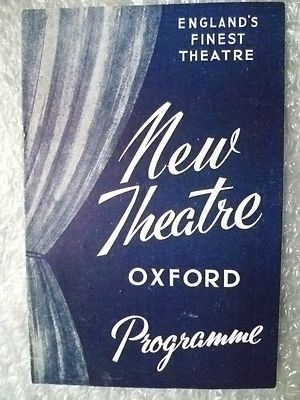 ENGLAND'S
FINEST
THEATRE
New
Theatre
OXFORD
Programme